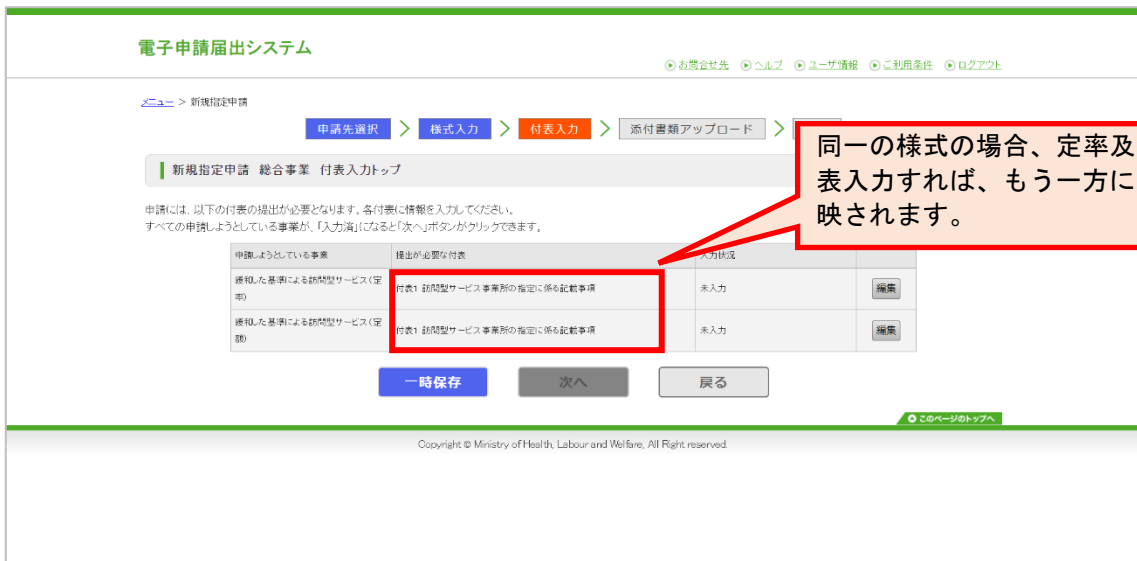 電子申請届出システム
お問合せ先 ヘルプ ユーザ情報 ご利用条件 ログアウト
メニュー > 新規指定申請
申請先選択 > 様式入力 > 付表入力 > 添付書類アップロード >
同一の様式の場合、定率及
表入力すれば、もう一方に
映されます。
新規指定申請 総合事業 付表入力トップ
申請には、以下の付表の提出が必要となります。各付表に情報を入力してください。
すべての申請しようとしている事業が、「入力済」になると「次へ」ボタンがクリックできます。
申請しようとしている事業 提出が必要な付表 入力状況
緩和した基準による訪問型サービス(定率) 付表1 訪問型サービス事業所の指定に係る記載事項 未入力 編集
緩和した基準による訪問型サービス(定額) 付表1 訪問型サービス事業所の指定に係る記載事項 未入力 編集
一時保存 次へ 戻る
このページのトップへ
Copyright © Ministry of Health, Labour and Welfare, All Right reserved.